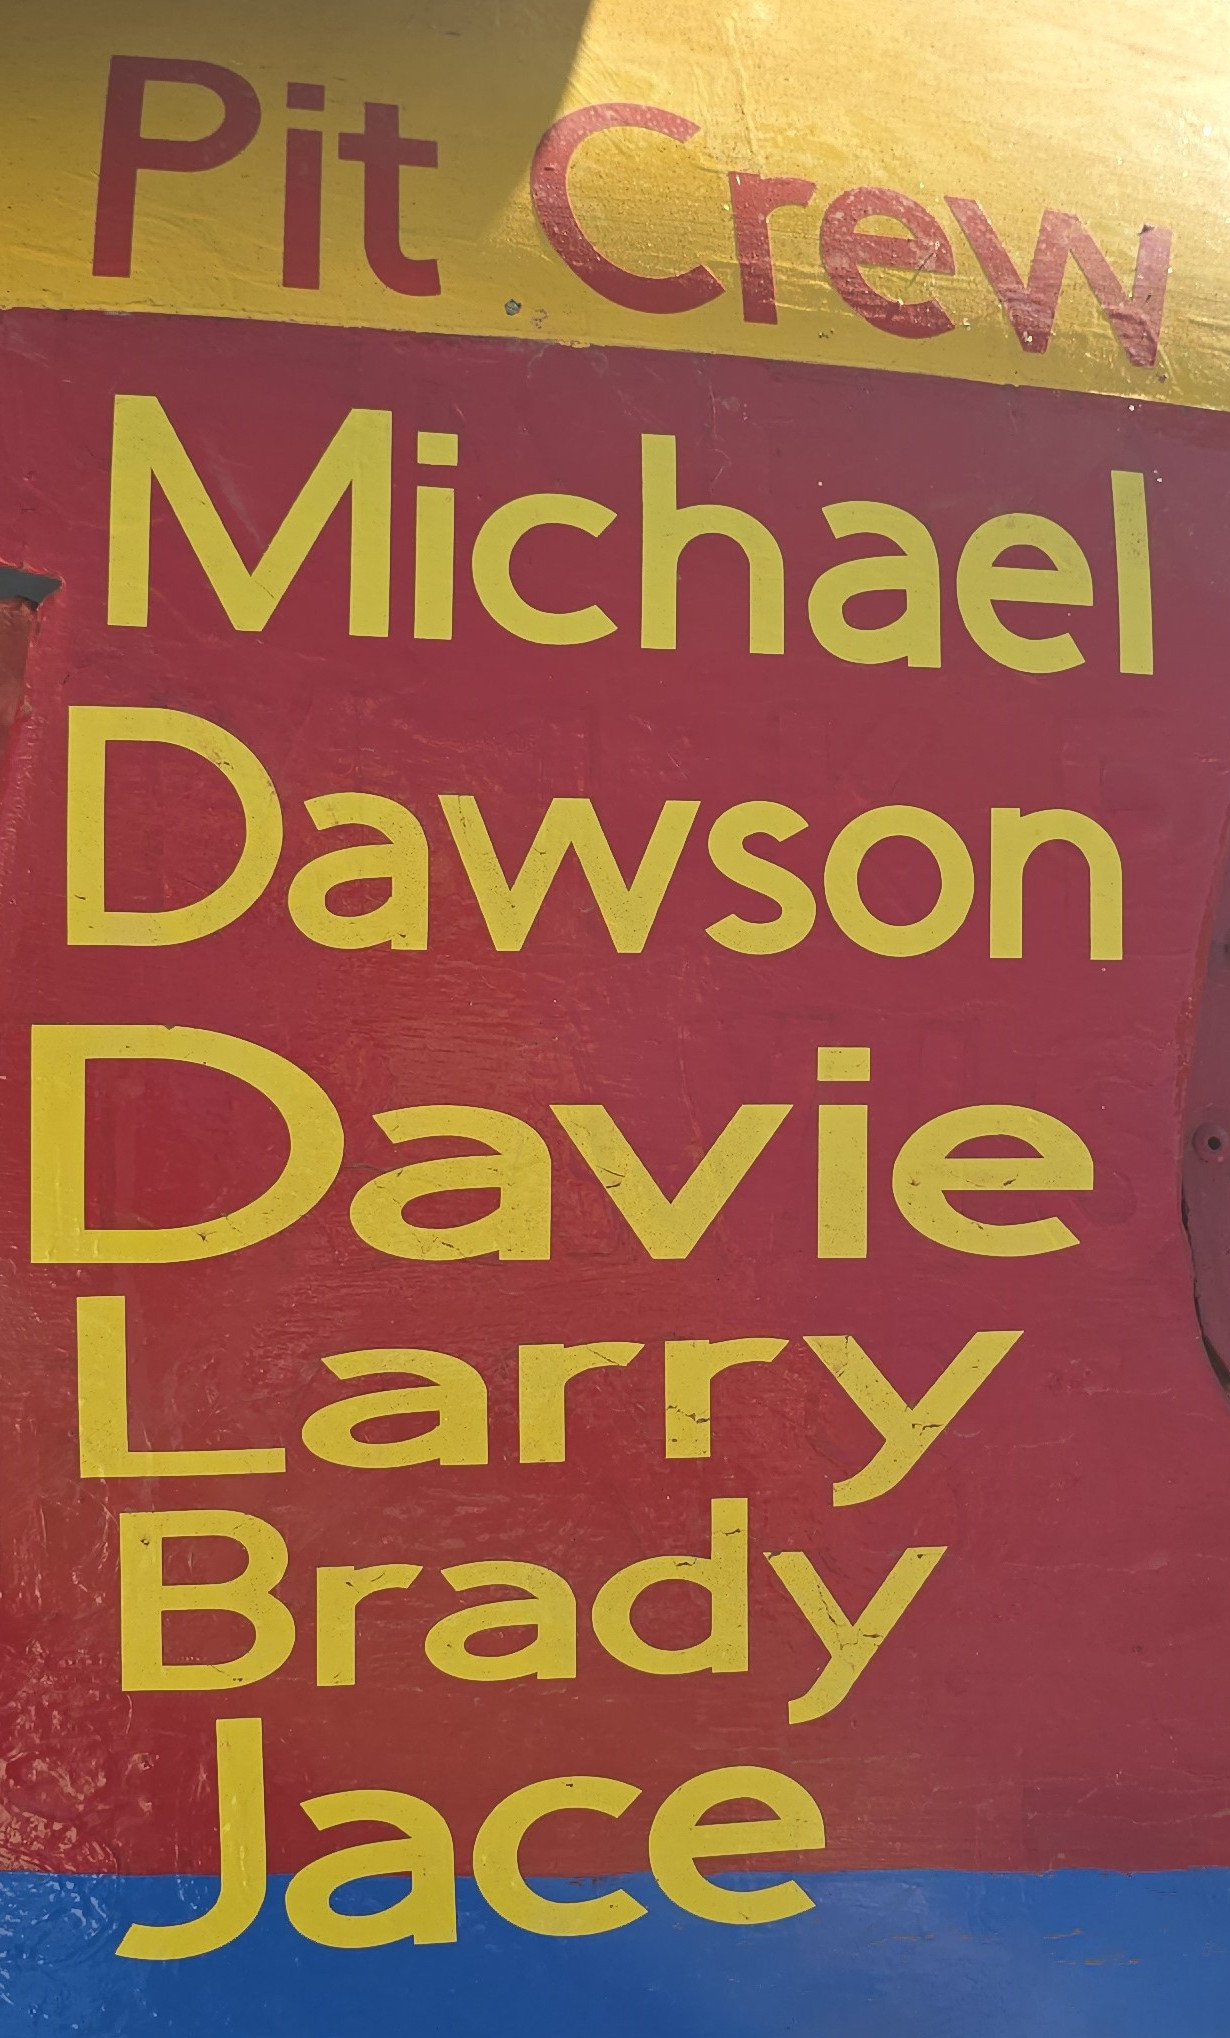 Pit Crew
Michael
Dawson
Davie
Larry
Brady
Jace